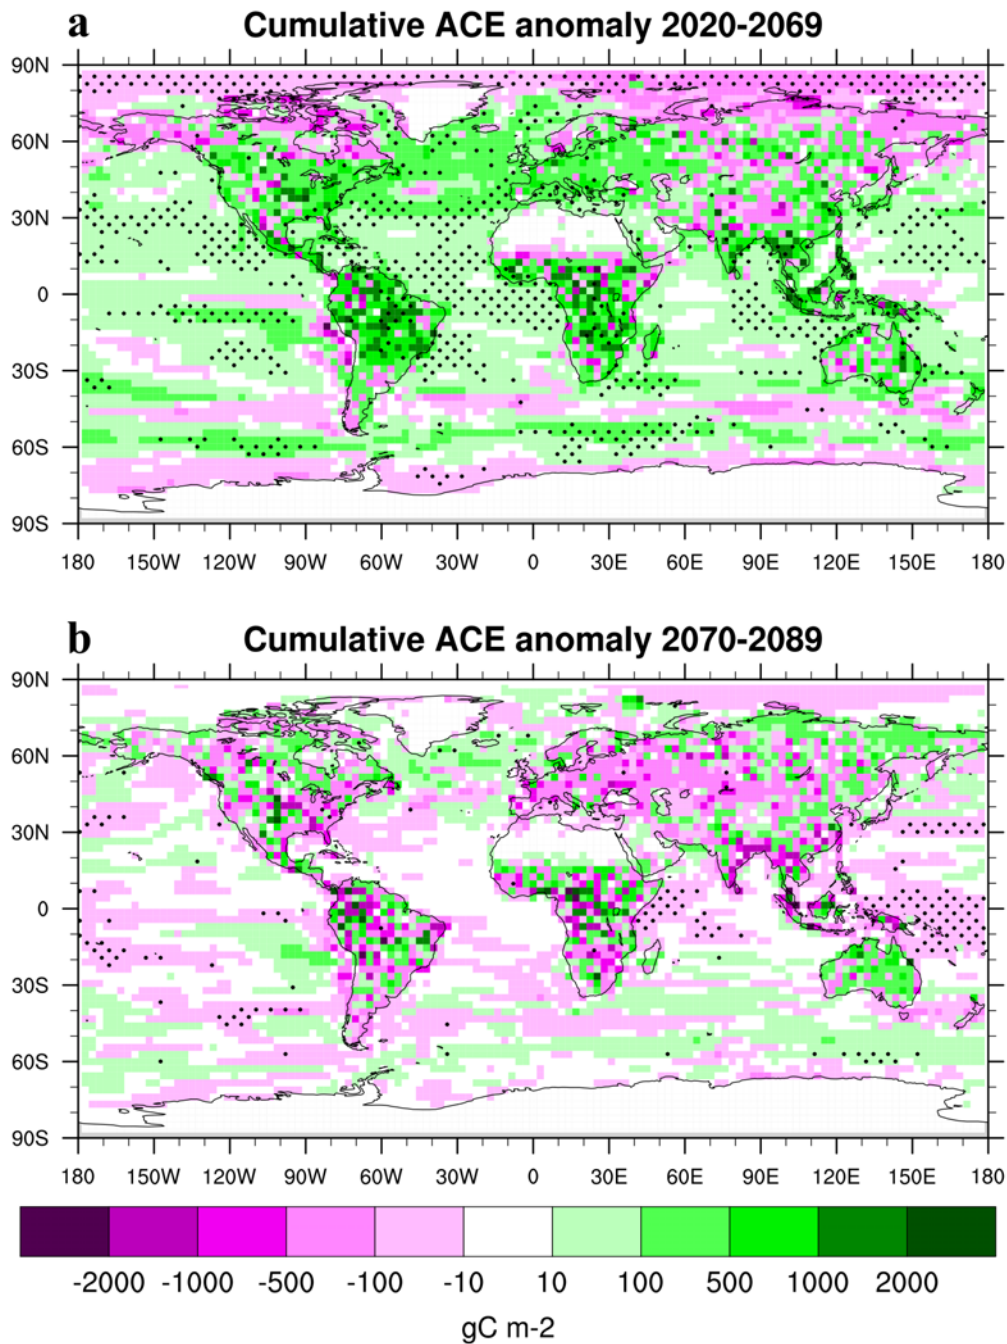 a Cumulative ACE anomaly 2020-2069
90N
60N
30N
0
30S
60S
90S
180 150W 120W 90W 60W 30W 0 30E 60E 90E 120E 150E 180
b Cumulative ACE anomaly 2070-2089
90N
60N
30N
0
30S
60S
90S
180 150W 120W 90W 60W 30W 0 30E 60E 90E 120E 150E 180
-2000 -1000 -500 -100 -10 10 100 500 1000 2000
gC m-2